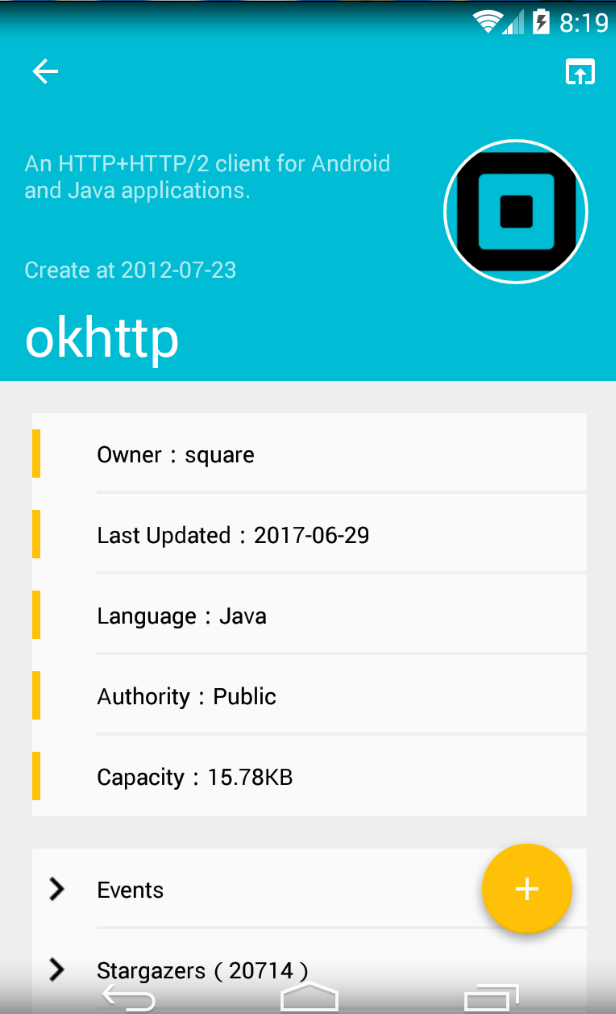 8:19
An HTTP+HTTP/2 client for Android
and Java applications.
Create at 2012-07-23
okhttp
Owner : square
Last Updated : 2017-06-29
Language : Java
Authority : Public
Capacity : 15.78KB
Events
+
Stargazers ( 20714 )